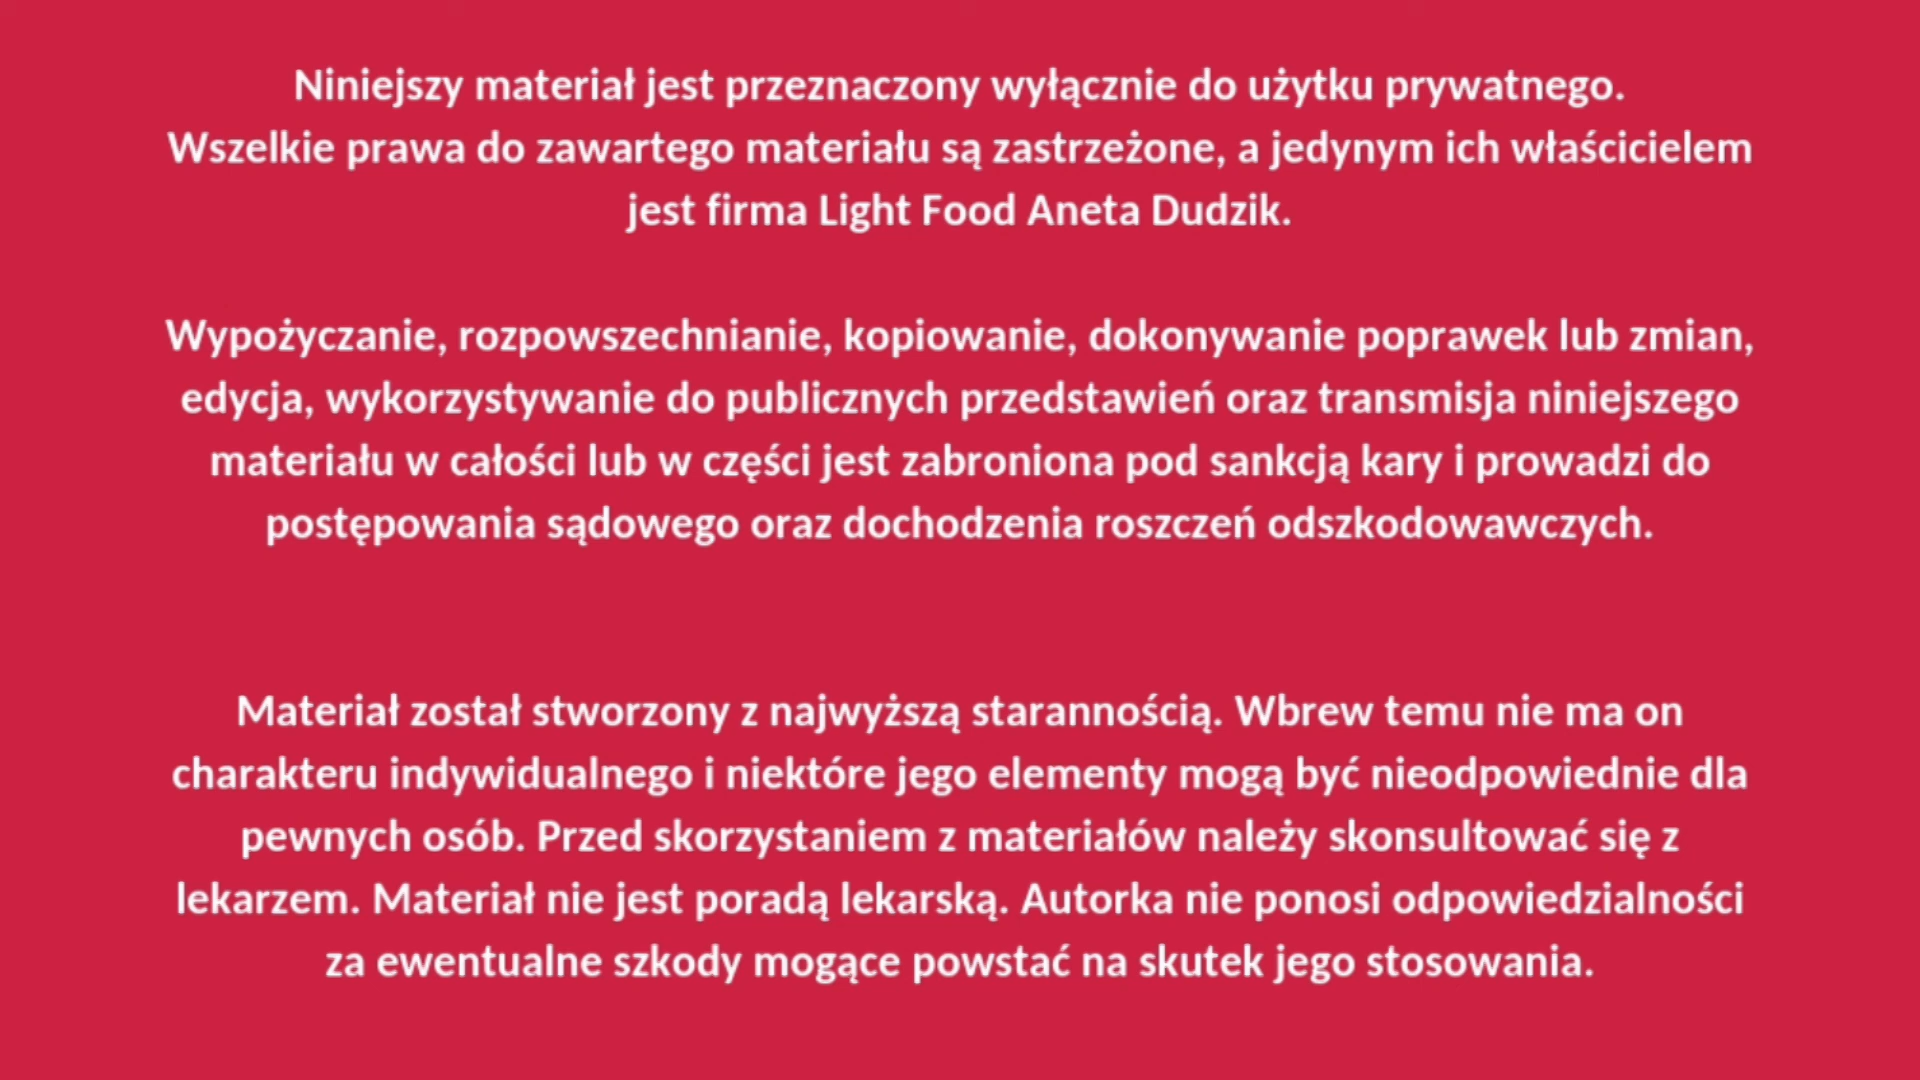 Niniejszy materiał jest przeznaczony wyłącznie do użytku prywatnego.
Wszelkie prawa do zawartego materiału są zastrzeżone, a jedynym ich właścicielem
jest firma Light Food Aneta Dudzik.
Wypożyczanie, rozpowszechnianie, kopiowanie, dokonywanie poprawek lub zmian,
edycja, wykorzystywanie do publicznych przedstawień oraz transmisja niniejszego
materiału w całości lub w części jest zabroniona pod sankcją kary i prowadzi do
postępowania sądowego oraz dochodzenia roszczeń odszkodowawczych.
Materiał został stworzony z najwyższą starannością. Wbrew temu nie ma on
charakteru indywidualnego i niektóre jego elementy mogą być nieodpowiednie dla
pewnych osób. Przed skorzystaniem z materiałów należy skonsultować się z
lekarzem. Materiał nie jest poradą lekarską. Autorka nie ponosi odpowiedzialności
za ewentualne szkody mogące powstać na skutek jego stosowania.